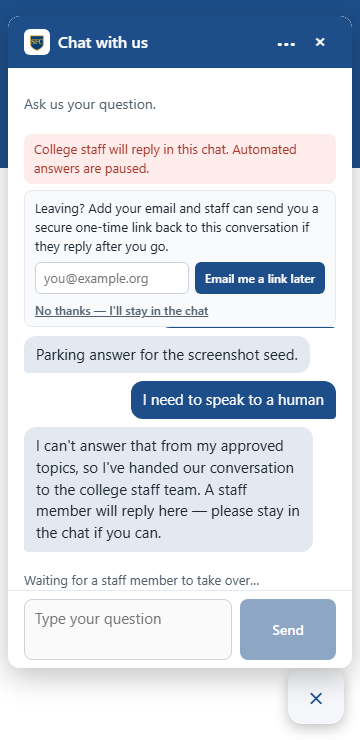 SFC
Chat with us
Ask us your question.
College staff will reply in this chat. Automated
answers are paused.
Leaving? Add your email and staff can send you a
secure one-time link back to this conversation if
they reply after you go.
you@example.org
Email me a link later
No thanks — I'll stay in the chat
Parking answer for the screenshot seed.
I need to speak to a human
I can't answer that from my approved
topics, so I've handed our conversation
to the college staff team. A staff
member will reply here — please stay in
the chat if you can.
Waiting for a staff member to take over...
Type your question
Send